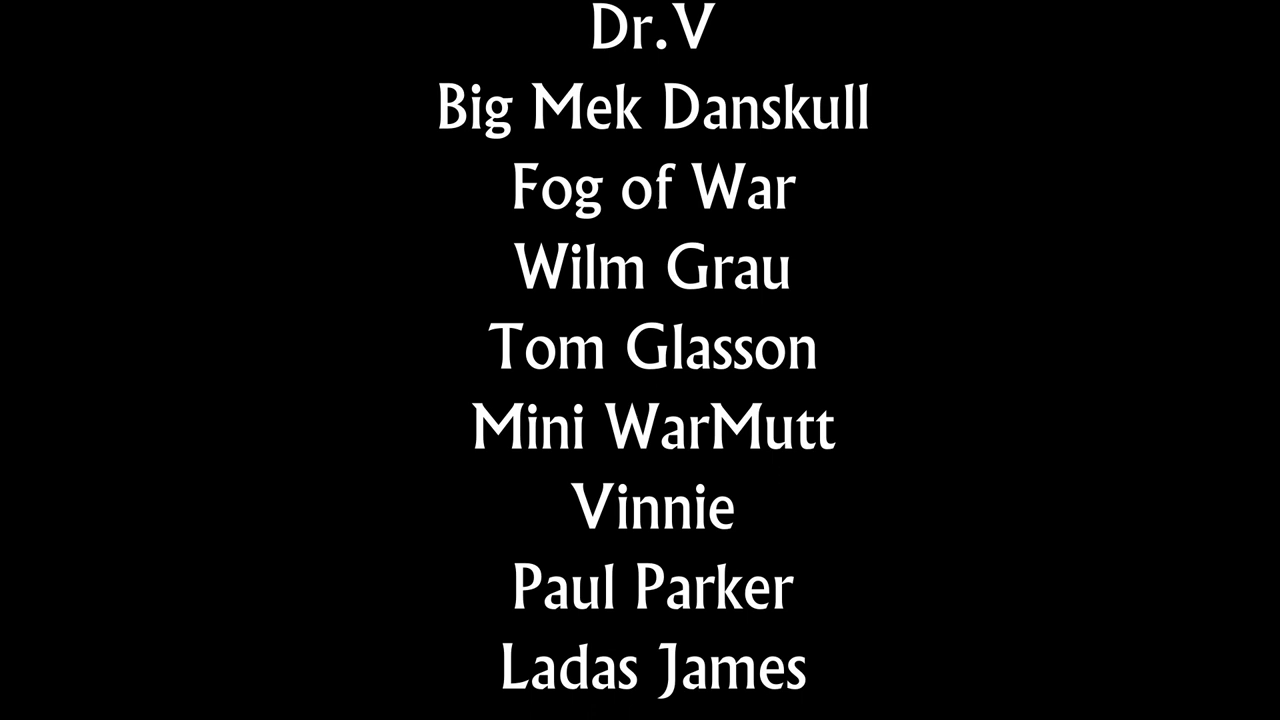 Dr.V
Big Mek Danskull
Fog of War
Wilm Grau
Tom Glasson
Mini WarMutt
Vinnie
Paul Parker
Ladas James